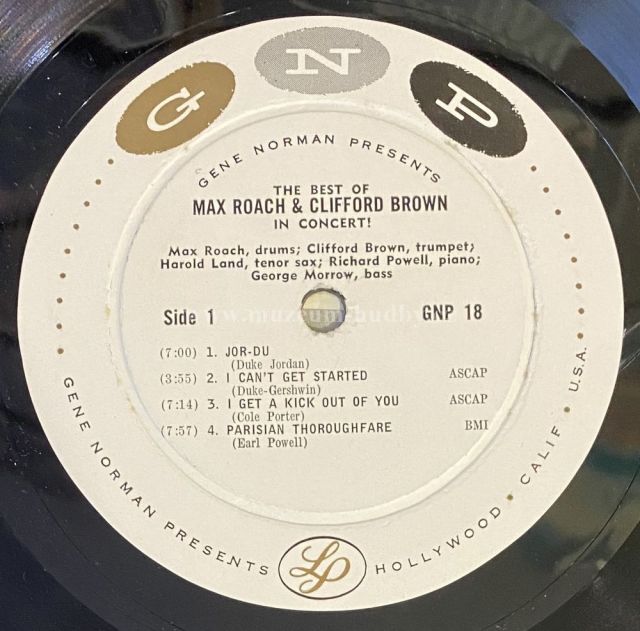 G N P
GENE NORMAN PRESENTS
THE BEST OF
MAX ROACH & CLIFFORD BROWN
IN CONCERT!
Max Roach, drums; Clifford Brown, trumpet;
Harold Land, tenor sax; Richard Powell, piano;
George Morrow, bass
Side 1 GNP 18
(7:00) 1. JOR-DU
(Duke Jordan)
(3:55) 2. I CAN'T GET STARTED ASCAP
(Duke-Gershwin)
(7:14) 3. I GET A KICK OUT OF YOU ASCAP
(Cole Porter)
(7:57) 4. PARISIAN THOROUGHFARE BMI
(Earl Powell)
GENE NORMAN PRESENTS LP HOLLYWOOD • CALIF • U.S.A.